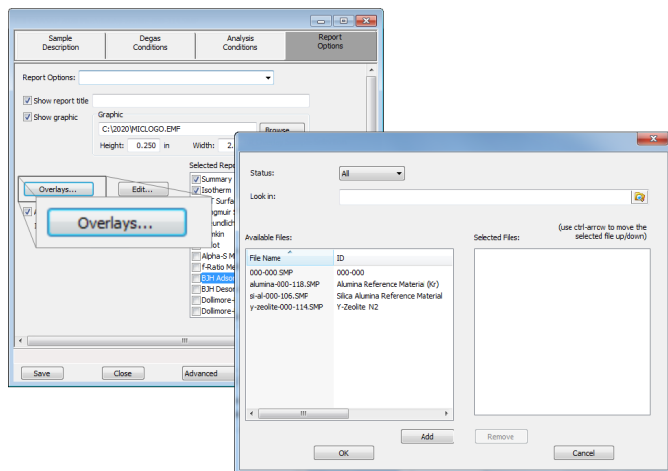 Sample Description
Degas Conditions
Analysis Conditions
Report Options
Report Options:
Show report title
Show graphic
Graphic
C:\2020\MICLOGO.EMF
Browse
Height: 0.250 in Width: 2.
Selected Repo
Overlays...
Edit...
Summary
Isotherm
Surfa
Alpha-S M
f-Ratio Me
BJH Adsor
BJH Desor
Dollimore-
Dollimore-
Overlays...
Save
Close
Advanced
Status:
All
Look in:
(use ctrl-arrow to move the
selected file up/down)
Available Files:
Selected Files:
File Name ID
000-000.SMP 000-000
alumina-000-118.SMP Alumina Reference Materia (Kr)
si-al-000-106.SMF Silica Alumina Reference Material
y-zeolite-000-114.SMP Y-Zeolite N2
Add
Remove
OK
Cancel